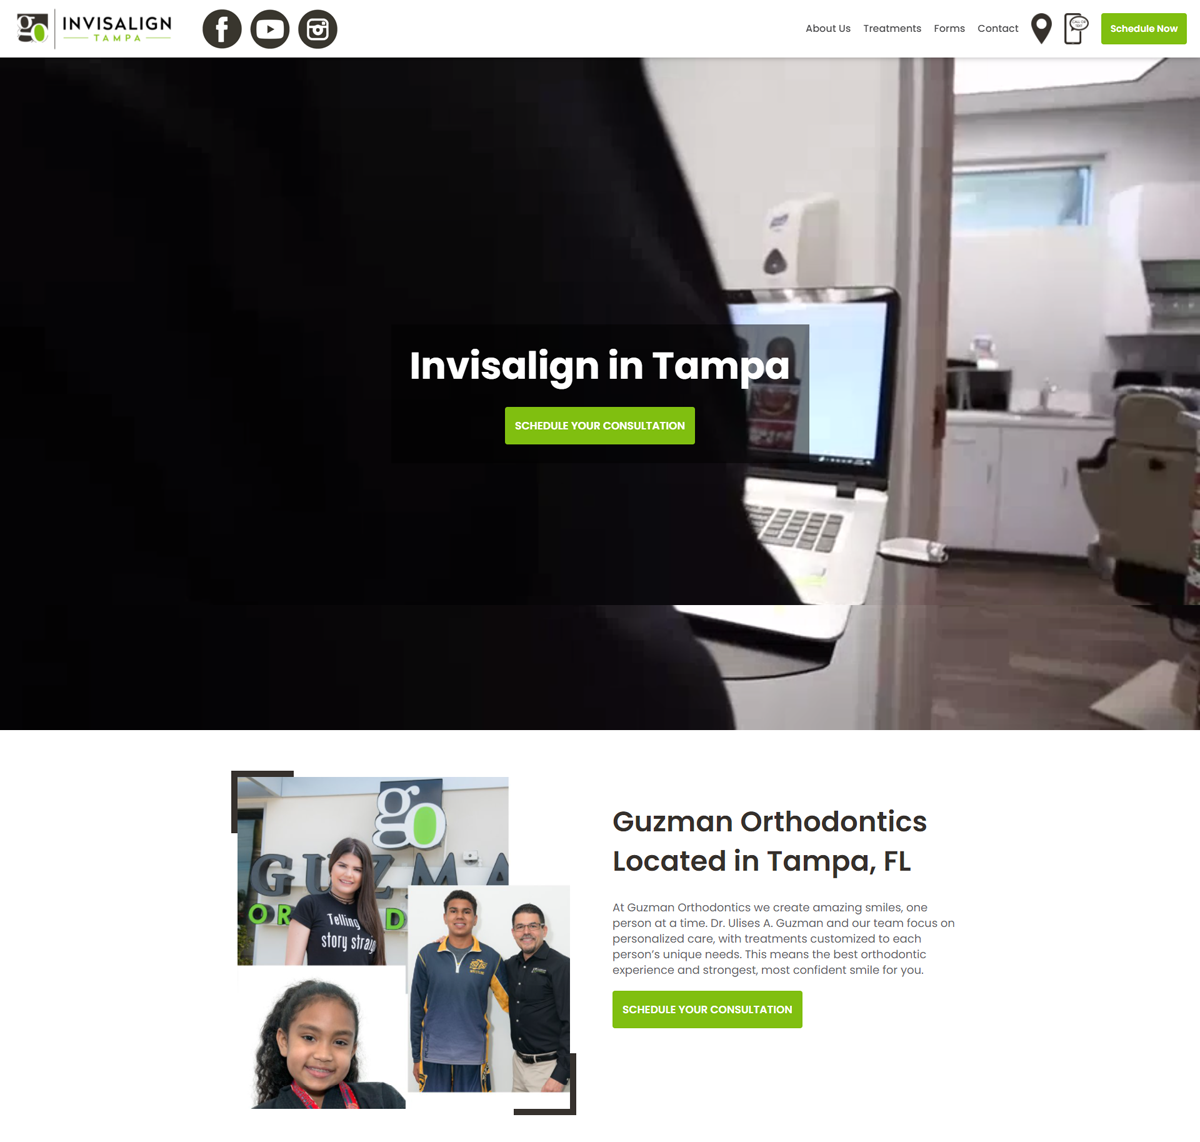 go INVISALIGN
TAMPA
About Us Treatments Forms Contact Schedule Now
Invisalign in Tampa
SCHEDULE YOUR CONSULTATION
go
GUZMA
OR D
Telling
story straig
Guzman Orthodontics
Located in Tampa, FL
At Guzman Orthodontics we create amazing smiles, one
person at a time. Dr. Ulises A. Guzman and our team focus on
personalized care, with treatments customized to each
person's unique needs. This means the best orthodontic
experience and strongest, most confident smile for you.
SCHEDULE YOUR CONSULTATION